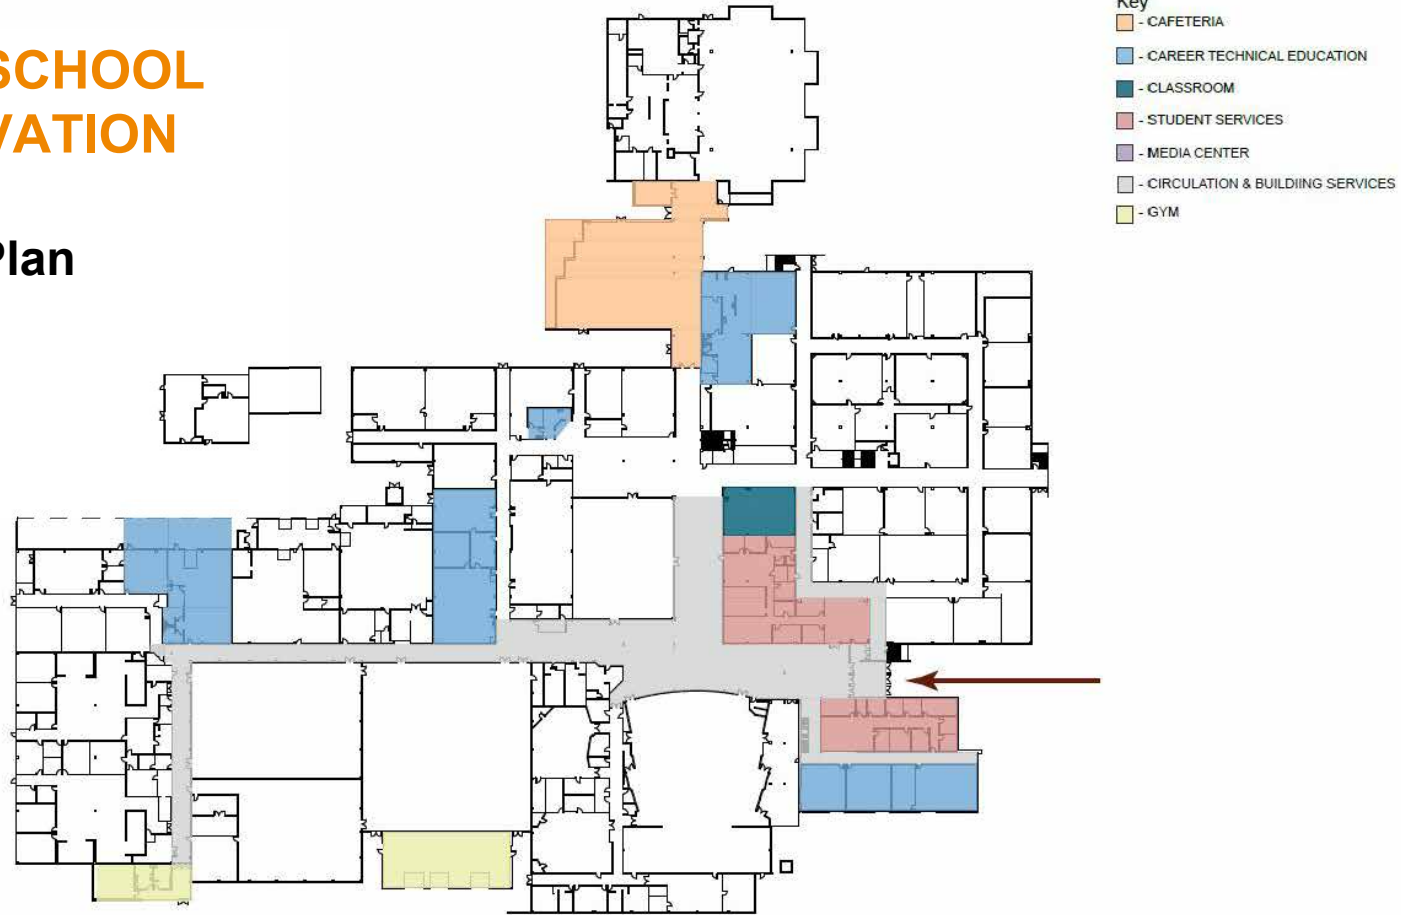 SCHOOL
VATION
Plan
Key
- CAFETERIA
- CAREER TECHNICAL EDUCATION
- CLASSROOM
- STUDENT SERVICES
- MEDIA CENTER
- CIRCULATION & BUILDIING SERVICES
- GYM